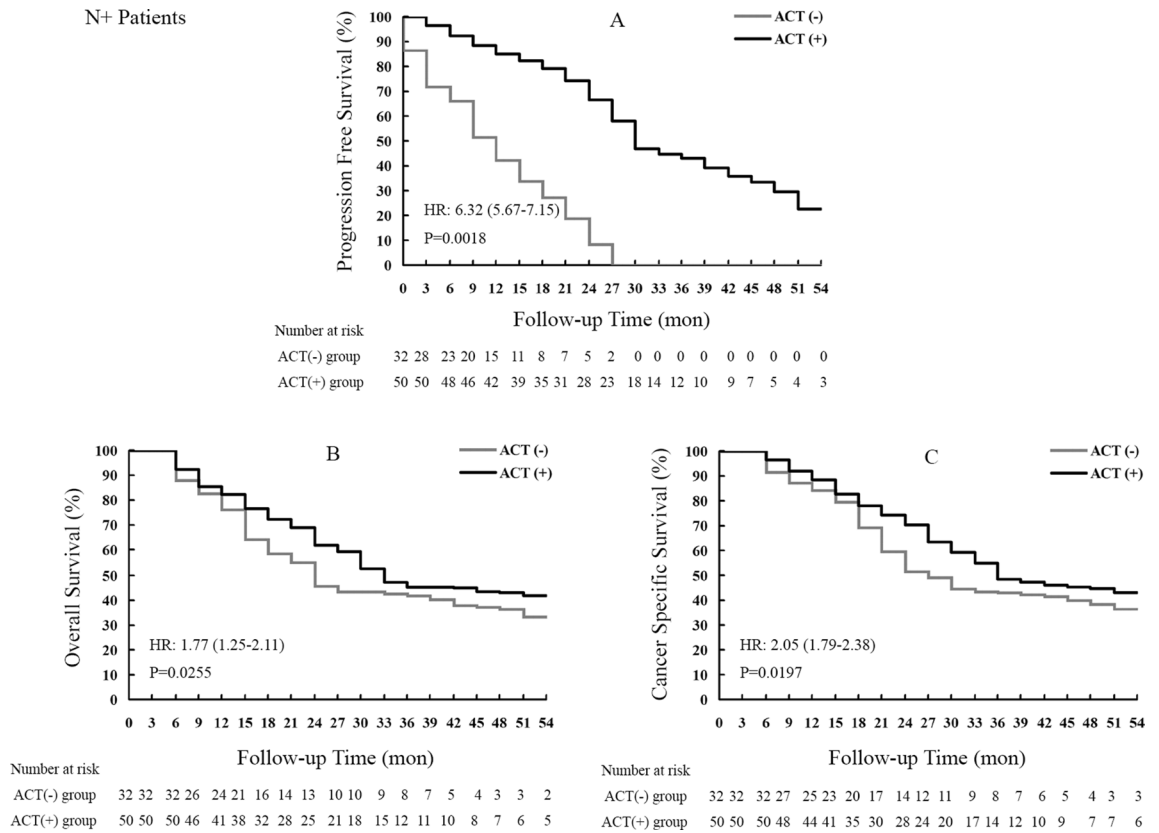 N+ Patients
A
ACT (-)
ACT (+)
Progression Free Survival (%)
100
90
80
70
60
50
40
30
20
10
0
HR: 6.32 (5.67-7.15)
P=0.0018
0 3 6 9 12 15 18 21 24 27 30 33 36 39 42 45 48 51 54
Follow-up Time (mon)
Number at risk
ACT(-) group 32 28 23 20 15 11 8 7 5 2 0 0 0 0 0 0 0 0 0
ACT(+) group 50 50 48 46 42 39 35 31 28 23 18 14 12 10 9 7 5 4 3
B
ACT (-)
ACT (+)
Overall Survival (%)
100
90
80
70
60
50
40
30
20
10
0
HR: 1.77 (1.25-2.11)
P=0.0255
0 3 6 9 12 15 18 21 24 27 30 33 36 39 42 45 48 51 54
Follow-up Time (mon)
Number at risk
ACT(-) group 32 32 32 26 24 21 16 14 13 10 10 9 8 7 5 4 3 3 2
ACT(+) group 50 50 50 46 41 38 32 28 25 21 18 15 12 11 10 8 7 6 5
C
ACT (-)
ACT (+)
Cancer Specific Survival (%)
100
90
80
70
60
50
40
30
20
10
0
HR: 2.05 (1.79-2.38)
P=0.0197
0 3 6 9 12 15 18 21 24 27 30 33 36 39 42 45 48 51 54
Follow-up Time (mon)
Number at risk
ACT(-) group 32 32 32 27 25 23 20 17 14 12 11 9 8 7 6 5 4 3 3
ACT(+) group 50 50 50 48 44 41 35 30 28 24 20 17 14 12 10 9 7 7 6